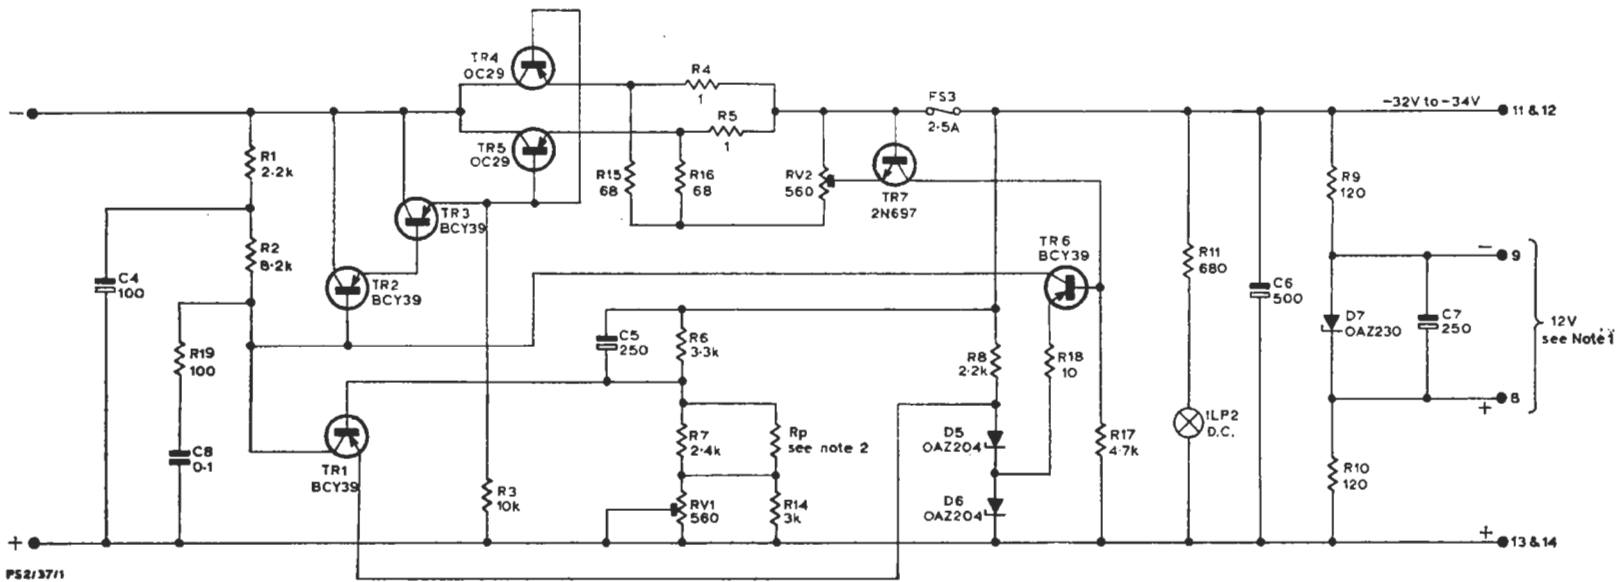 TR4
OC29
R4
1
FS3
2·5A
−32V to −34V
11 & 12
−
R5
1
TR5
OC29
R1
2·2k
R15
68
R16
68
RV2
560
TR7
2N697
R9
120
TR3
BCY39
R2
8·2k
TR6
BCY39
R11
680
−
9
C4
100
TR2
BCY39
C6
500
D7
OAZ230
C7
250
12V
see Note 1
C5
250
R6
3·3k
R8
2·2k
R18
10
R19
100
8
+
ILP2
D.C.
TR1
BCY39
R7
2·4k
Rp
see note 2
D5
OAZ204
R17
4·7k
C8
0·1
R3
10k
RV1
560
R14
3k
D6
OAZ204
R10
120
+
+
13 & 14
PS2/37/1